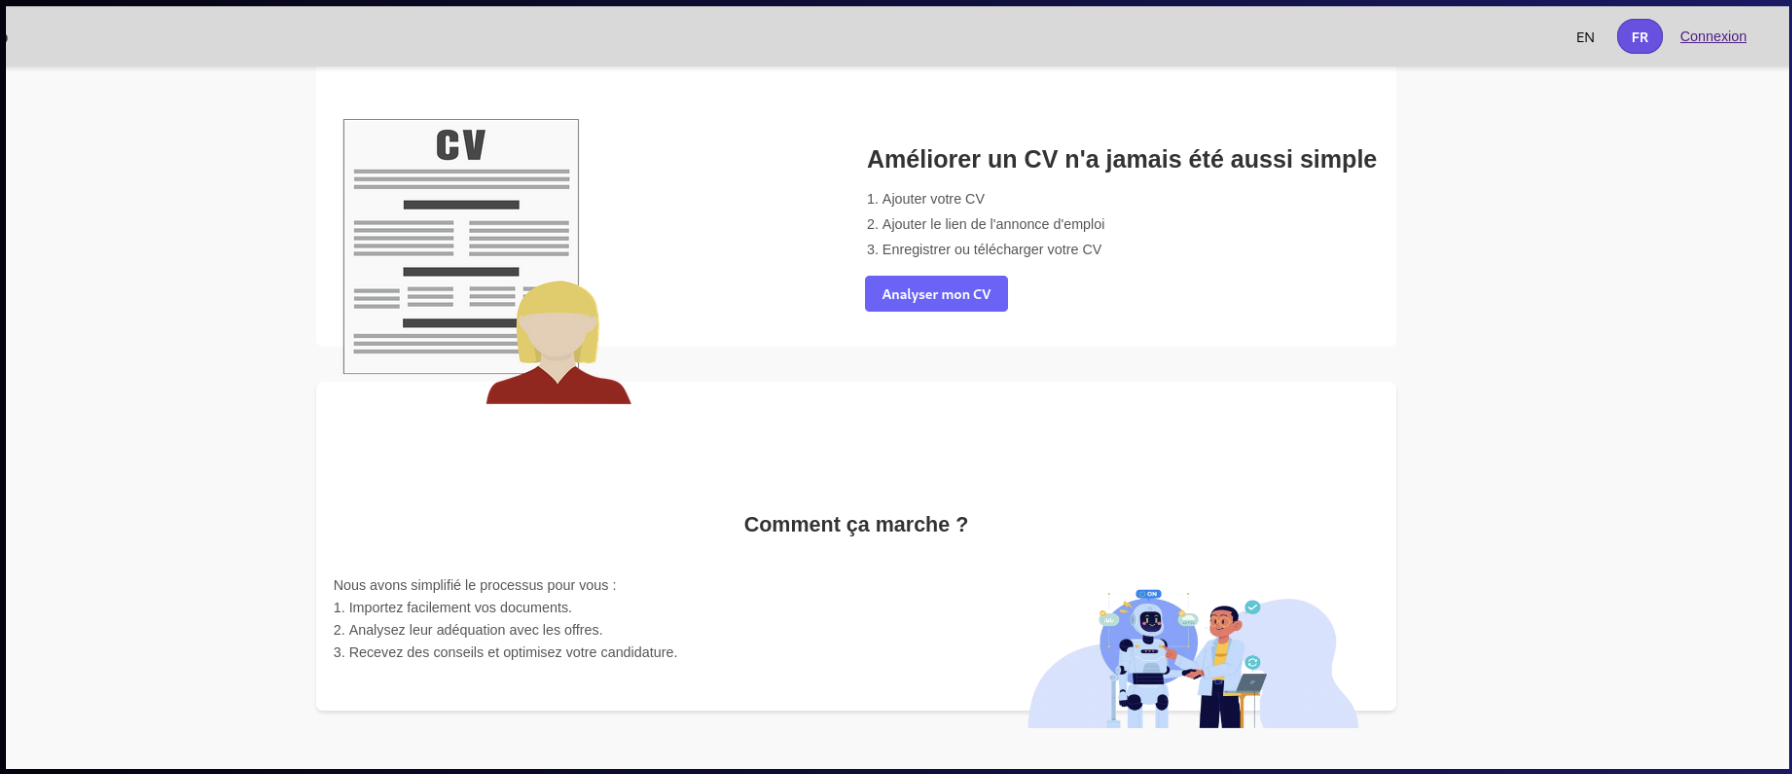 EN
FR
Connexion
CV
Améliorer un CV n'a jamais été aussi simple
1. Ajouter votre CV
2. Ajouter le lien de l'annonce d'emploi
3. Enregistrer ou télécharger votre CV
Analyser mon CV
Comment ça marche ?
Nous avons simplifié le processus pour vous :
1. Importez facilement vos documents.
2. Analysez leur adéquation avec les offres.
3. Recevez des conseils et optimisez votre candidature.
ON